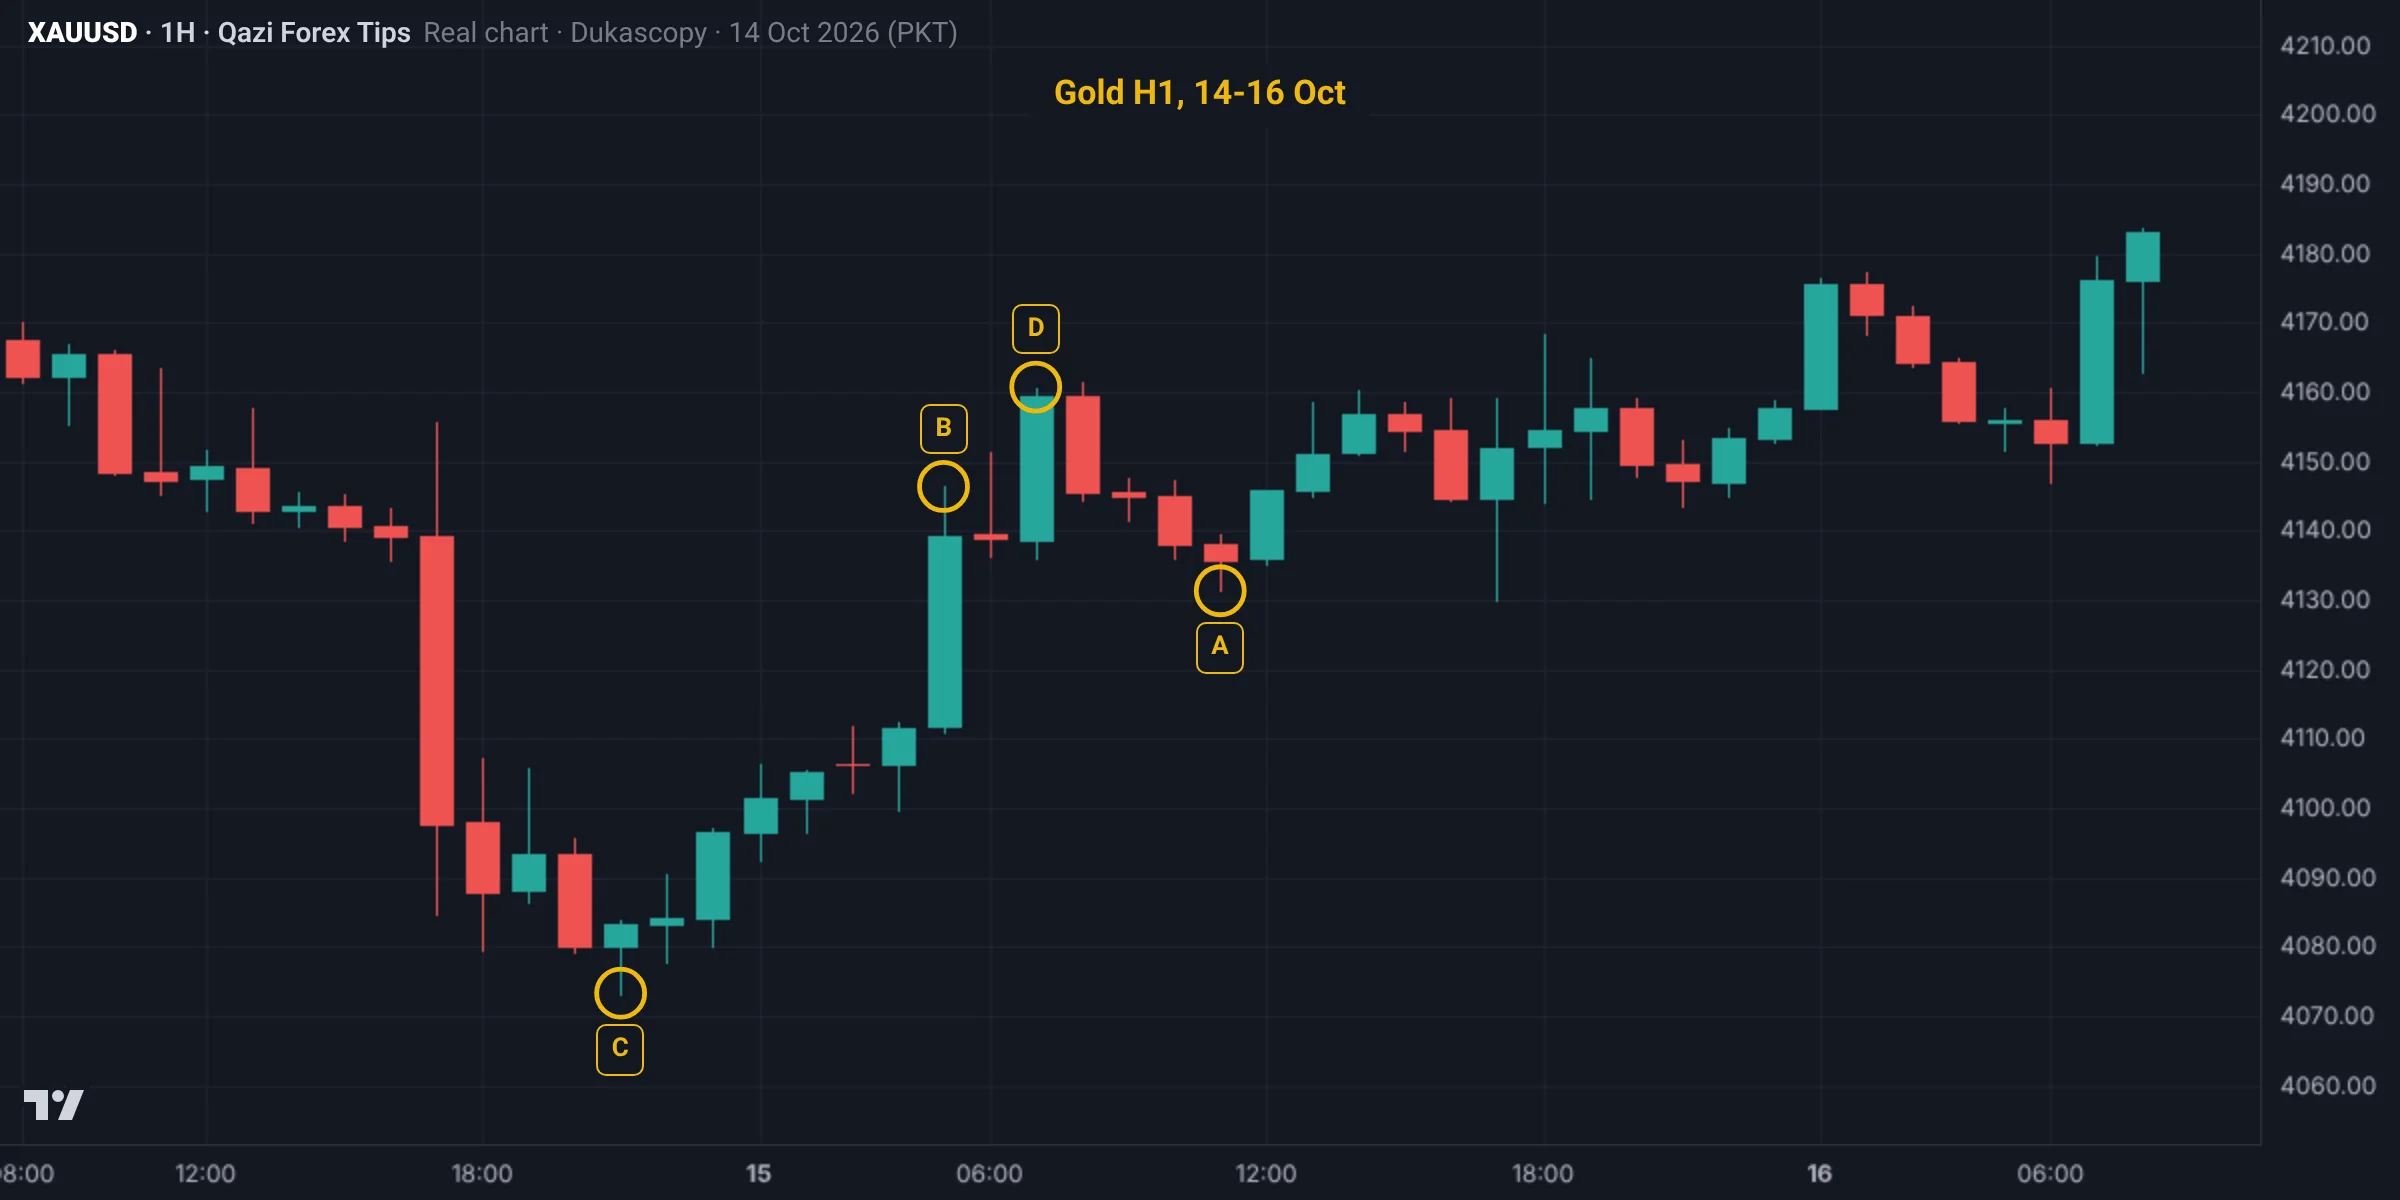 XAUUSD · 1H · Qazi Forex Tips Real chart · Dukascopy · 14 Oct 2026 (PKT)
Gold H1, 14-16 Oct
4210.00
4200.00
4190.00
4180.00
4170.00
4160.00
4150.00
4140.00
4130.00
4120.00
4110.00
4100.00
4090.00
4080.00
4070.00
4060.00
D
B
A
C
8:00 12:00 18:00 15 06:00 12:00 18:00 16 06:00